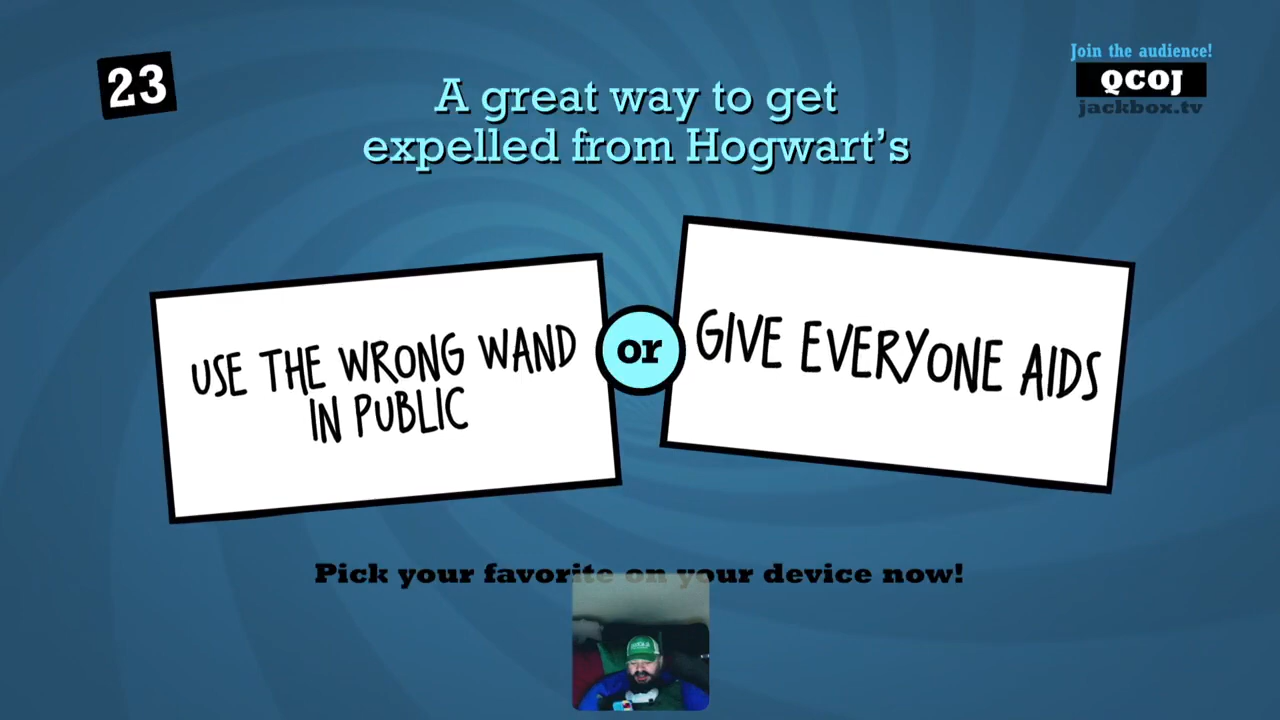 23
Join the audience!
QCOJ
jackbox.tv
A great way to get
expelled from Hogwart's
USE THE WRONG WAND
IN PUBLIC
or
GIVE EVERYONE AIDS
Pick your favorite on your device now!